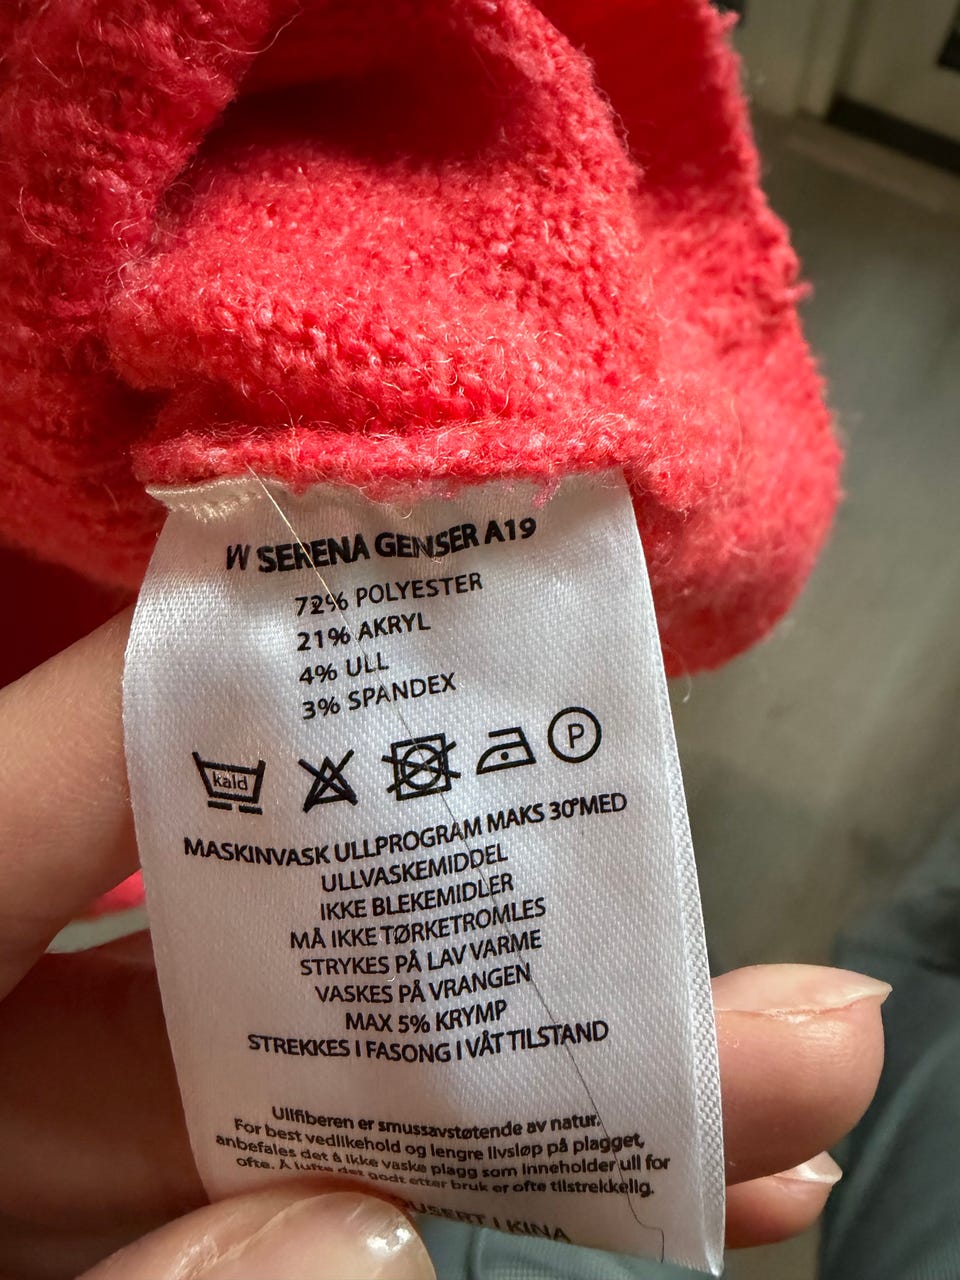 W SERENA GENSER A19
72% POLYESTER
21% AKRYL
4% ULL
3% SPANDEX
kald
P
MASKINVASK ULLPROGRAM MAKS 30°MED
ULLVASKEMIDDEL
IKKE BLEKEMIDLER
MÅ IKKE TØRKETROMLES
STRYKES PÅ LAV VARME
VASKES PÅ VRANGEN
MAX 5% KRYMP
STREKKES I FASONG I VÅT TILSTAND
Ullfiberen er smussavstøtende av natur.
For best vedlikehold og lengre livsløp på plagget,
anbefales det å ikke vaske plagg som inneholder ull for
ofte. Å lufte det godt etter bruk er ofte tilstrekkelig.
I KINA